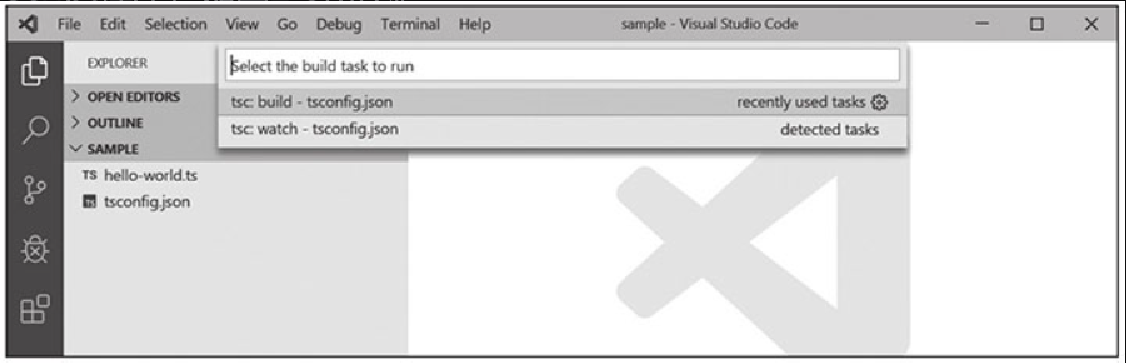 File Edit Selection View Go Debug Terminal Help sample - Visual Studio Code
EXPLORER
Select the build task to run
OPEN EDITORS
tsc: build - tsconfig.json recently used tasks
OUTLINE
tsc: watch - tsconfig.json detected tasks
SAMPLE
TS hello-world.ts
TS tsconfig.json